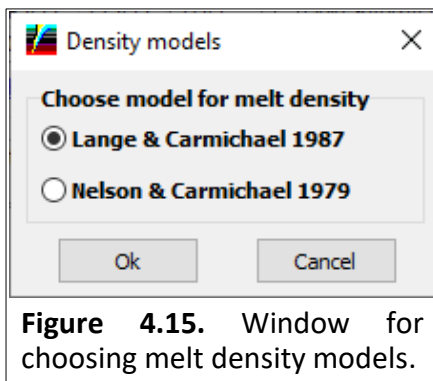 Density models
Choose model for melt density
Lange & Carmichael 1987
Nelson & Carmichael 1979
Ok Cancel
Figure 4.15. Window for
choosing melt density models.